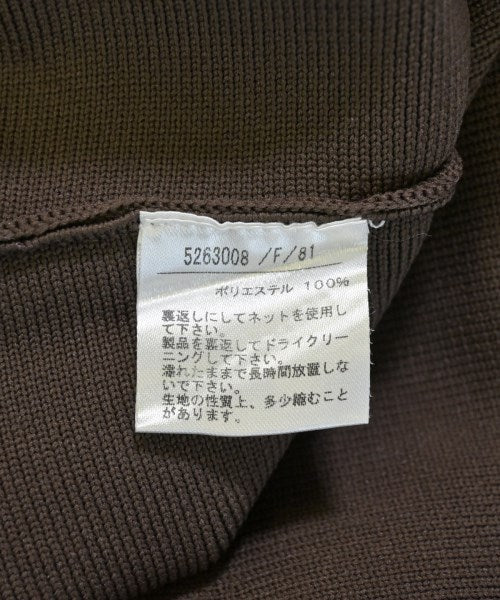 5263008 /F/81
ポリエステル 100%
裏返しにしてネットを使用し
て下さい。
製品を裏返してドライクリー
ニングして下さい。
濡れたままで長時間放置しな
いで下さい。
生地の性質上、多少縮むこと
があります。